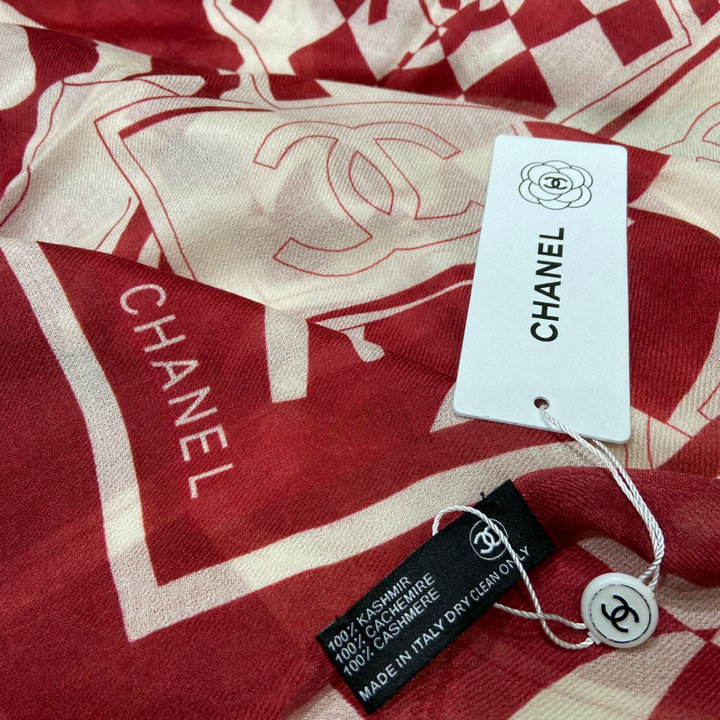 CHANEL
CHANEL
100% KASHMIR
100% CACHEMIRE
100% CASHMERE
MADE IN ITALY DRY CLEAN ONLY